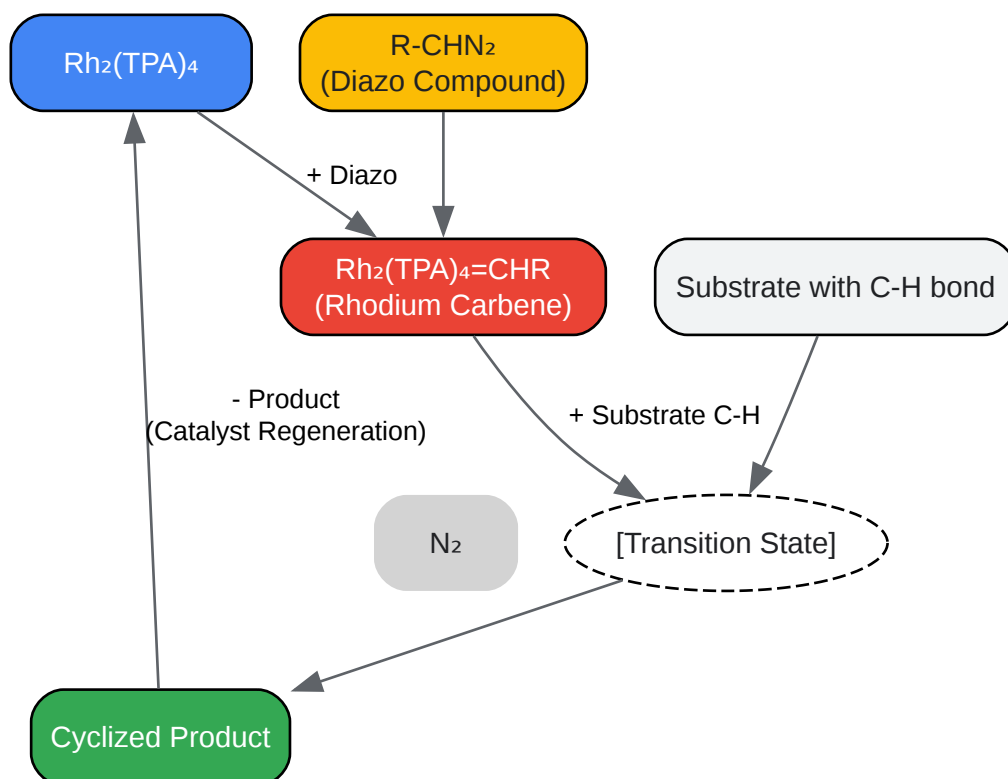 Rh₂(TPA)₄
R-CHN₂
(Diazo Compound)
+ Diazo
Rh₂(TPA)₄=CHR
(Rhodium Carbene)
Substrate with C-H bond
- Product
(Catalyst Regeneration)
+ Substrate C-H
N₂
[Transition State]
Cyclized Product